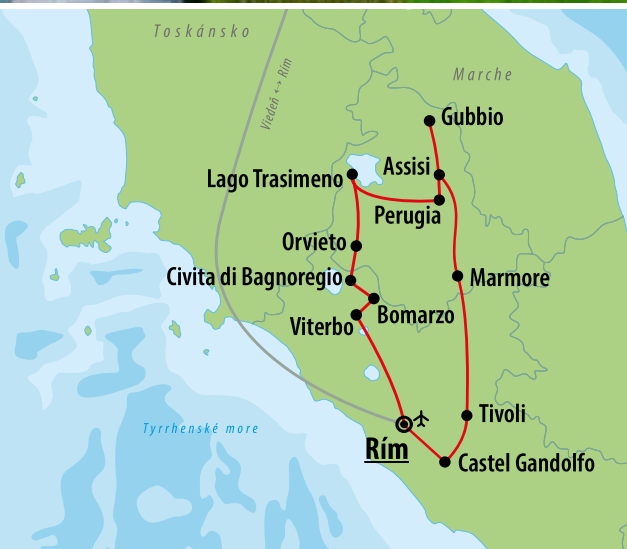 Toskánsko
Viedeň ↔ Rím
Marche
Gubbio
Assisi
Lago Trasimeno
Perugia
Orvieto
Civita di Bagnoregio
Marmore
Bomarzo
Viterbo
Tivoli
Tyrrhenské more
Rím
Castel Gandolfo